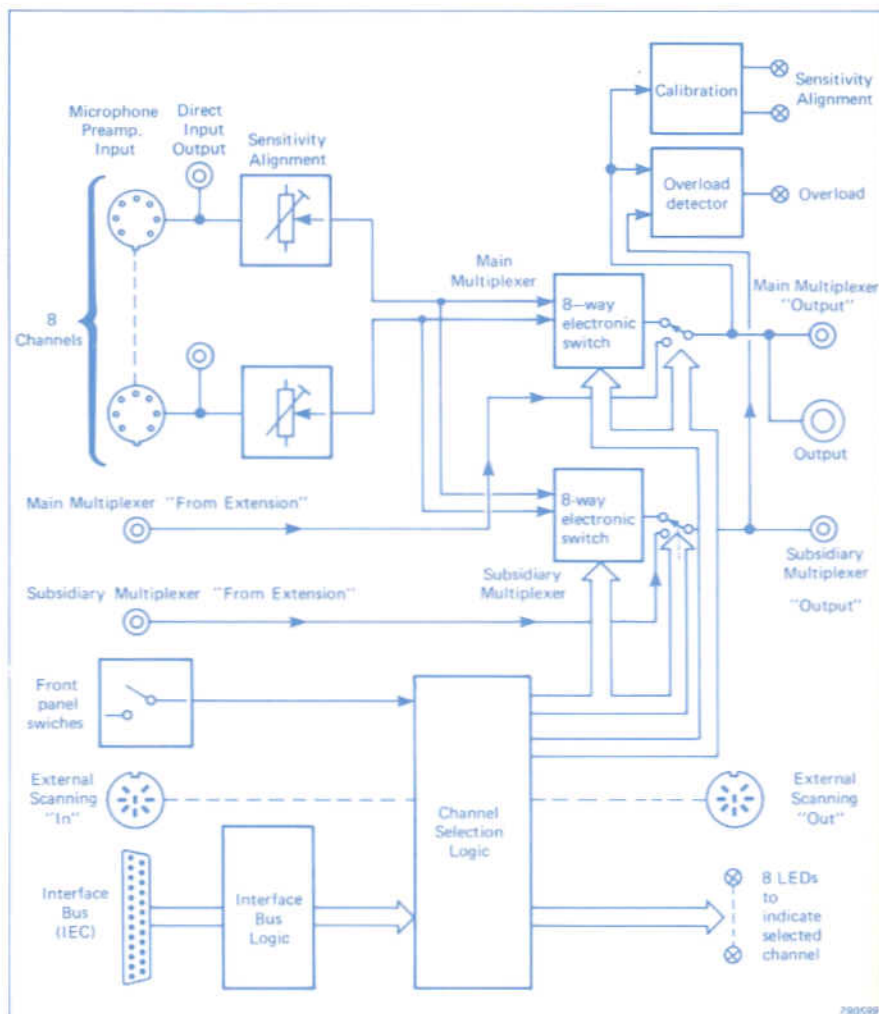 Microphone
Preamp.
Input
Direct
Input
Output
Sensitivity
Alignment
Calibration
Sensitivity
Alignment
Overload
detector
Overload
8
Channels
Main
Multiplexer
8-way
electronic
switch
Main Multiplexer
"Output"
Output
Main Multiplexer "From Extension"
8-way
electronic
switch
Subsidiary
Multiplexer
Subsidiary
Multiplexer
"Output"
Subsidiary Multiplexer "From Extension"
Front
panel
swiches
External
Scanning
"In"
Channel
Selection
Logic
External
Scanning
"Out"
Interface
Bus
(IEC)
Interface
Bus
Logic
8 LEDs
to
indicate
selected
channel